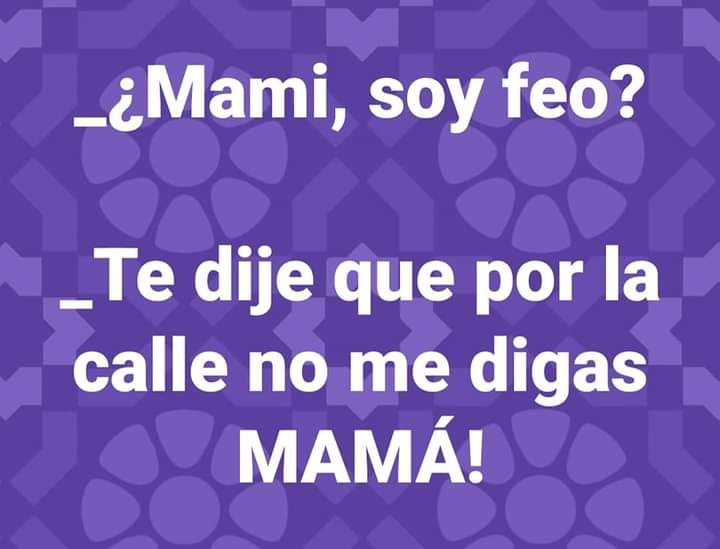 _¿Mami, soy feo?
_Te dije que por la
calle no me digas
MAMÁ!